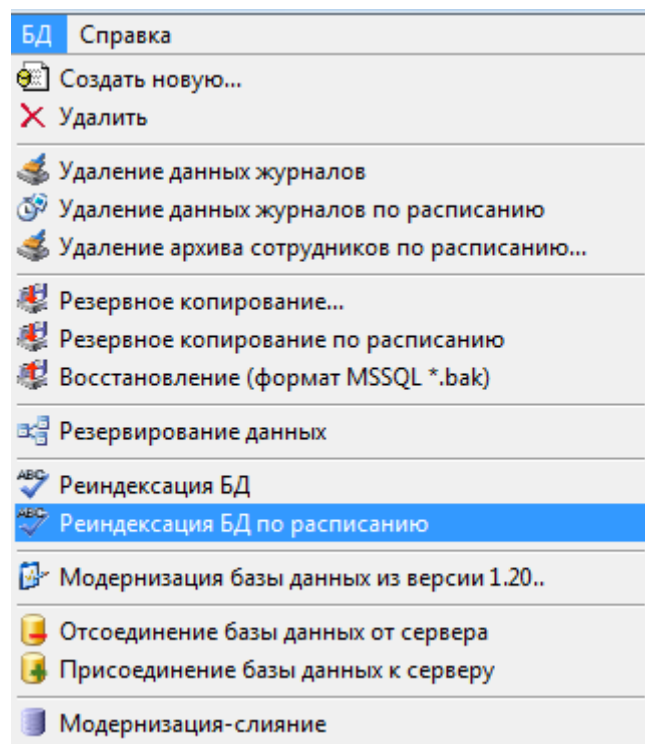 БД Справка
Создать новую...
Удалить
Удаление данных журналов
Удаление данных журналов по расписанию
Удаление архива сотрудников по расписанию...
Резервное копирование...
Резервное копирование по расписанию
Восстановление (формат MSSQL *.bak)
Резервирование данных
Реиндексация БД
Реиндексация БД по расписанию
Модернизация базы данных из версии 1.20..
Отсоединение базы данных от сервера
Присоединение базы данных к серверу
Модернизация-слияние